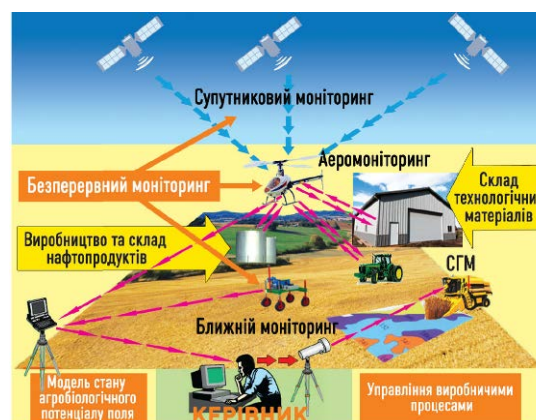 Супутниковий моніторинг
Аеромоніторинг
Безперервний моніторинг
Склад
технологічних
матеріалів
Виробництво та склад
нафтопродуктів
СГМ
Ближній моніторинг
Модель стану
агробіологічного
потенціалу поля
КЕРІВНИК
Управління виробничими
процесами